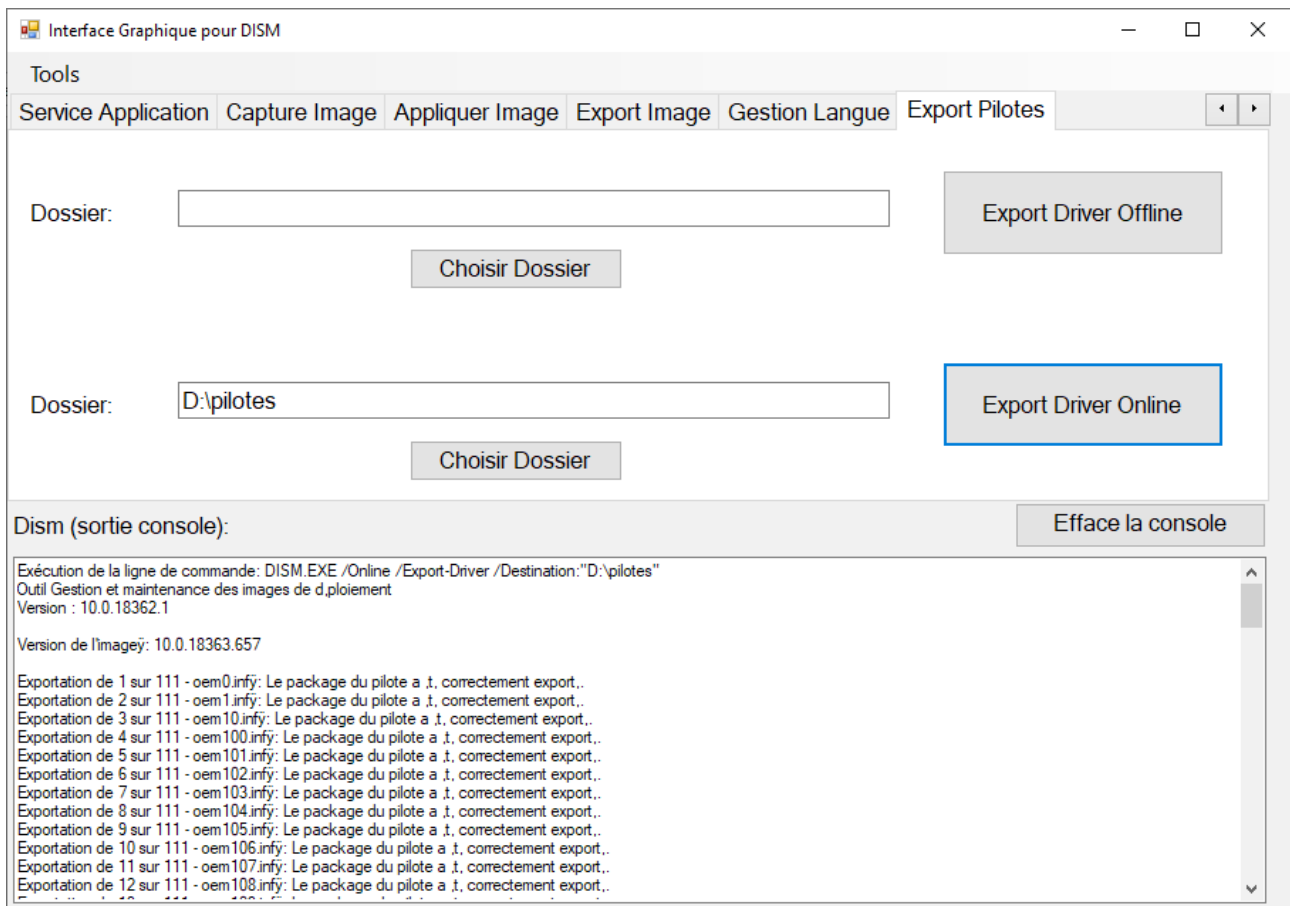 Interface Graphique pour DISM
Tools
Service Application Capture Image Appliquer Image Export Image Gestion Langue Export Pilotes
Dossier:
Export Driver Offline
Choisir Dossier
Dossier: D:\pilotes
Export Driver Online
Choisir Dossier
Dism (sortie console):
Efface la console
Exécution de la ligne de commande: DISM.EXE /Online /Export-Driver /Destination:"D:\pilotes"
Outil Gestion et maintenance des images de d‚ploiement
Version : 10.0.18362.1
Version de l'imageÿ: 10.0.18363.657
Exportation de 1 sur 111 - oem0.infÿ: Le package du pilote a ‚t‚ correctement export‚.
Exportation de 2 sur 111 - oem1.infÿ: Le package du pilote a ‚t‚ correctement export‚.
Exportation de 3 sur 111 - oem10.infÿ: Le package du pilote a ‚t‚ correctement export‚.
Exportation de 4 sur 111 - oem100.infÿ: Le package du pilote a ‚t‚ correctement export‚.
Exportation de 5 sur 111 - oem101.infÿ: Le package du pilote a ‚t‚ correctement export‚.
Exportation de 6 sur 111 - oem102.infÿ: Le package du pilote a ‚t‚ correctement export‚.
Exportation de 7 sur 111 - oem103.infÿ: Le package du pilote a ‚t‚ correctement export‚.
Exportation de 8 sur 111 - oem104.infÿ: Le package du pilote a ‚t‚ correctement export‚.
Exportation de 9 sur 111 - oem105.infÿ: Le package du pilote a ‚t‚ correctement export‚.
Exportation de 10 sur 111 - oem106.infÿ: Le package du pilote a ‚t‚ correctement export‚.
Exportation de 11 sur 111 - oem107.infÿ: Le package du pilote a ‚t‚ correctement export‚.
Exportation de 12 sur 111 - oem108.infÿ: Le package du pilote a ‚t‚ correctement export‚.